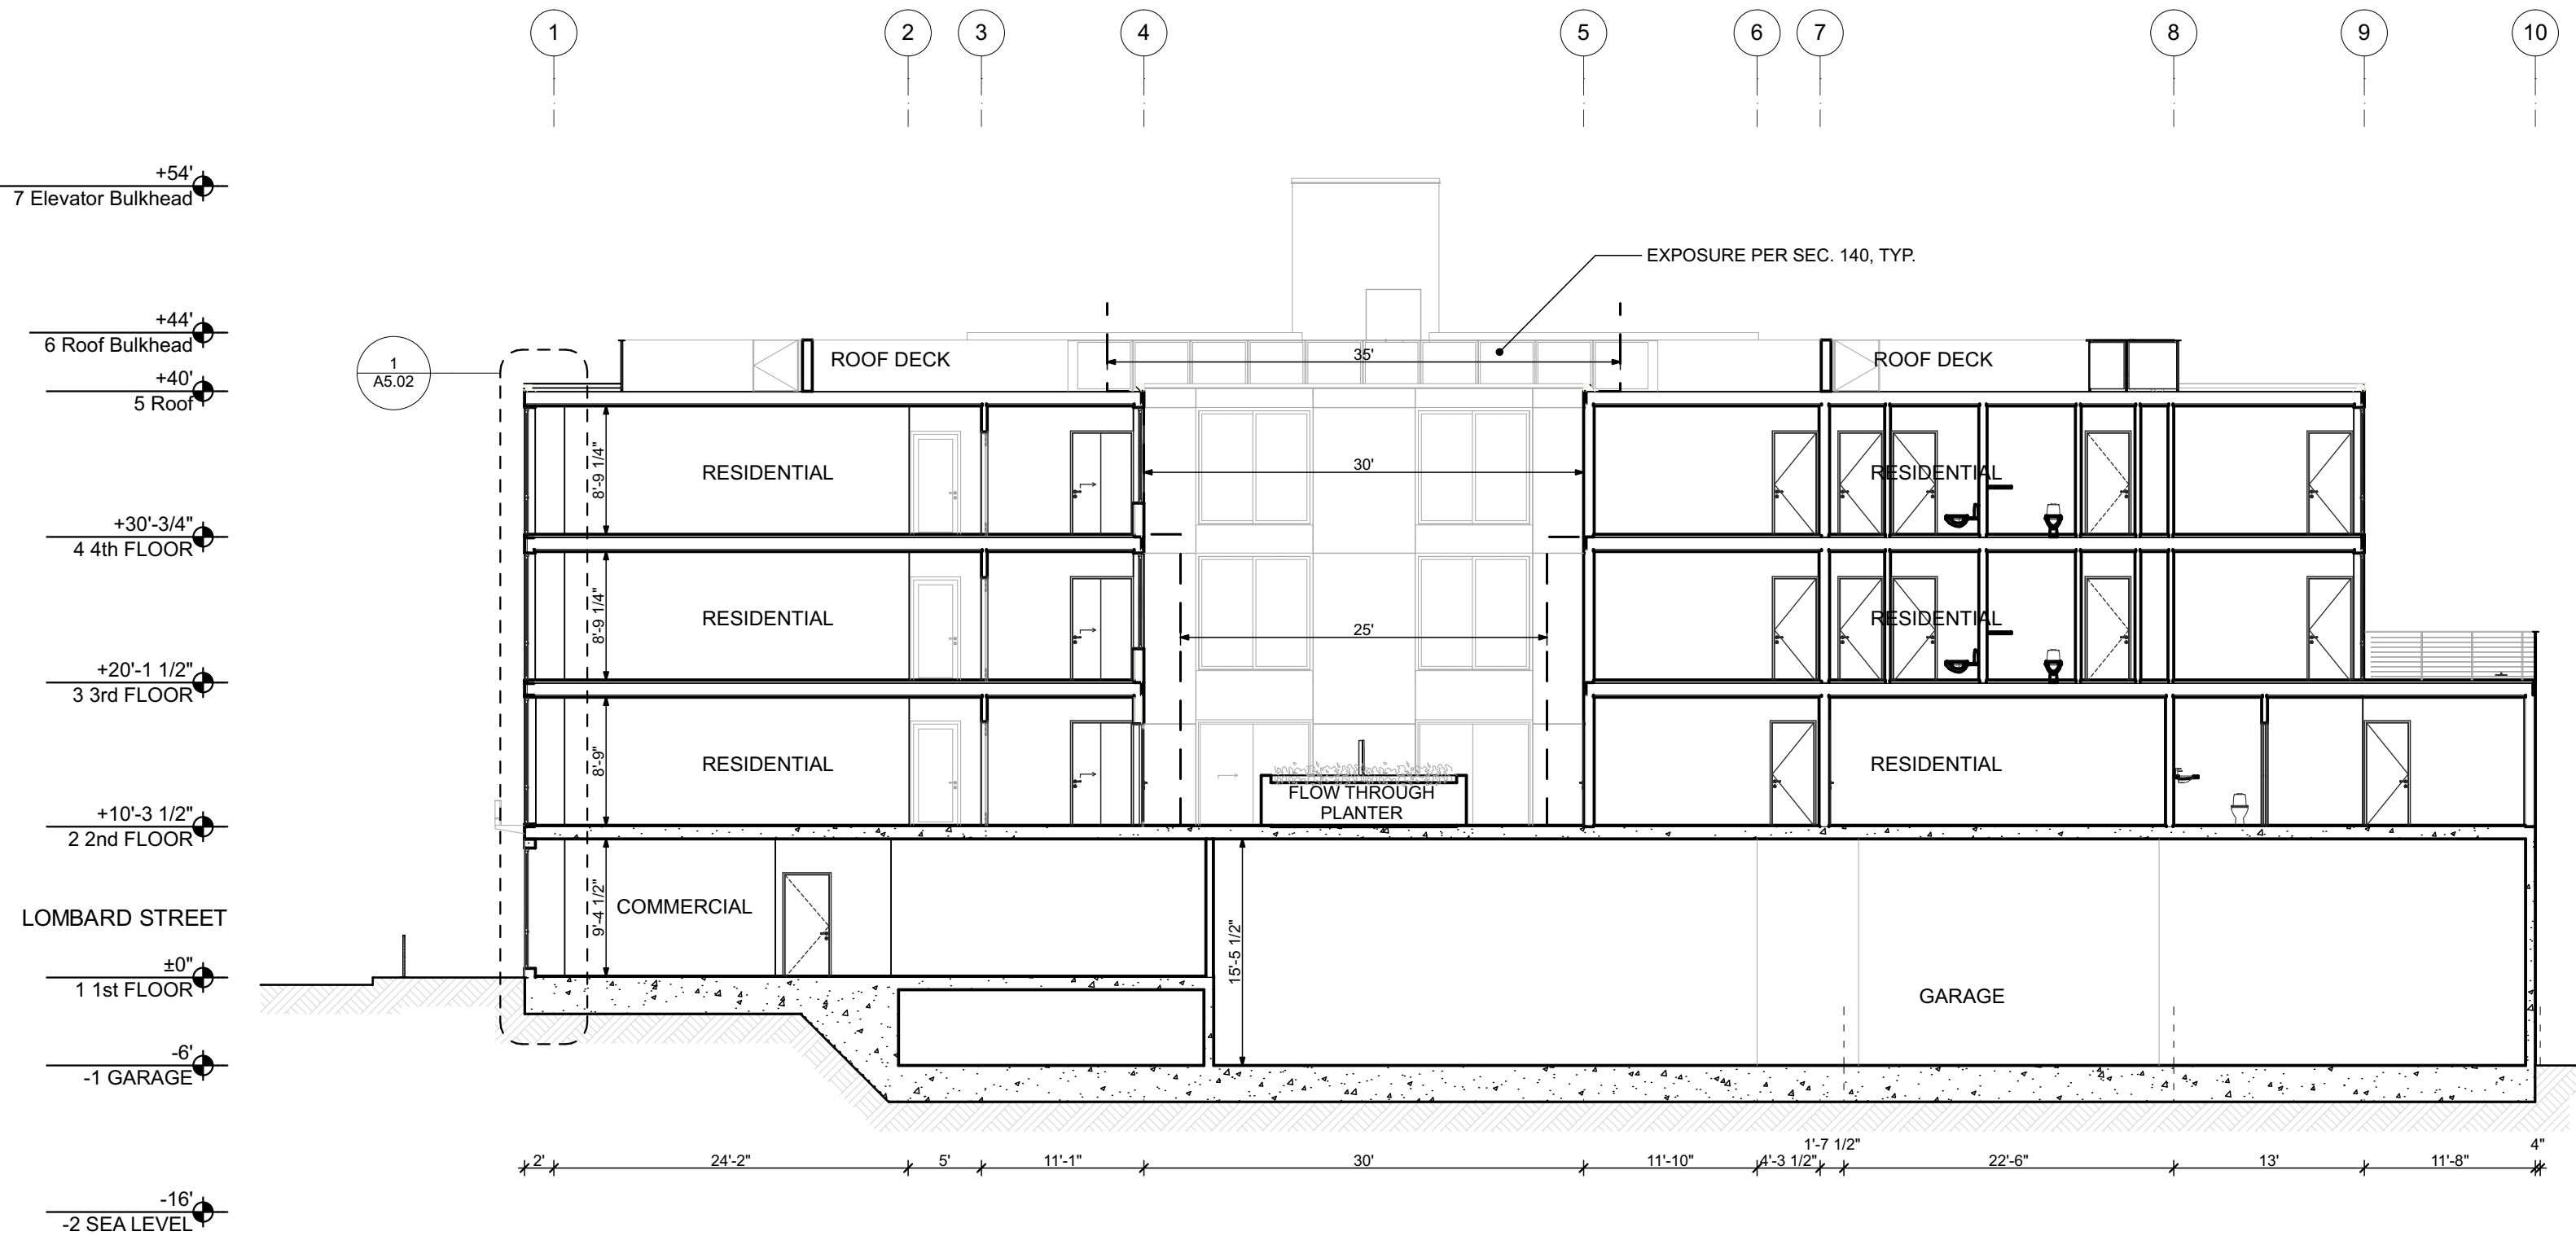 1 2 3 4 5 6 7 8 9 10
+54'
7 Elevator Bulkhead
EXPOSURE PER SEC. 140, TYP.
+44'
6 Roof Bulkhead
1
A5.02
ROOF DECK
35'
ROOF DECK
+40'
5 Roof
8'-9 1/4"
RESIDENTIAL
30'
RESIDENTIAL
+30'-3/4"
4 4th FLOOR
8'-9 1/4"
RESIDENTIAL
25'
RESIDENTIAL
+20'-1 1/2"
3 3rd FLOOR
8'-9"
RESIDENTIAL
FLOW THROUGH
PLANTER
RESIDENTIAL
+10'-3 1/2"
2 2nd FLOOR
9'-4 1/2"
COMMERCIAL
LOMBARD STREET
15'-5 1/2"
±0"
1 1st FLOOR
GARAGE
-6'
-1 GARAGE
2' 24'-2" 5' 11'-1" 30' 11'-10" 4'-3 1/2" 1'-7 1/2" 22'-6" 13' 11'-8" 4"
-16'
-2 SEA LEVEL